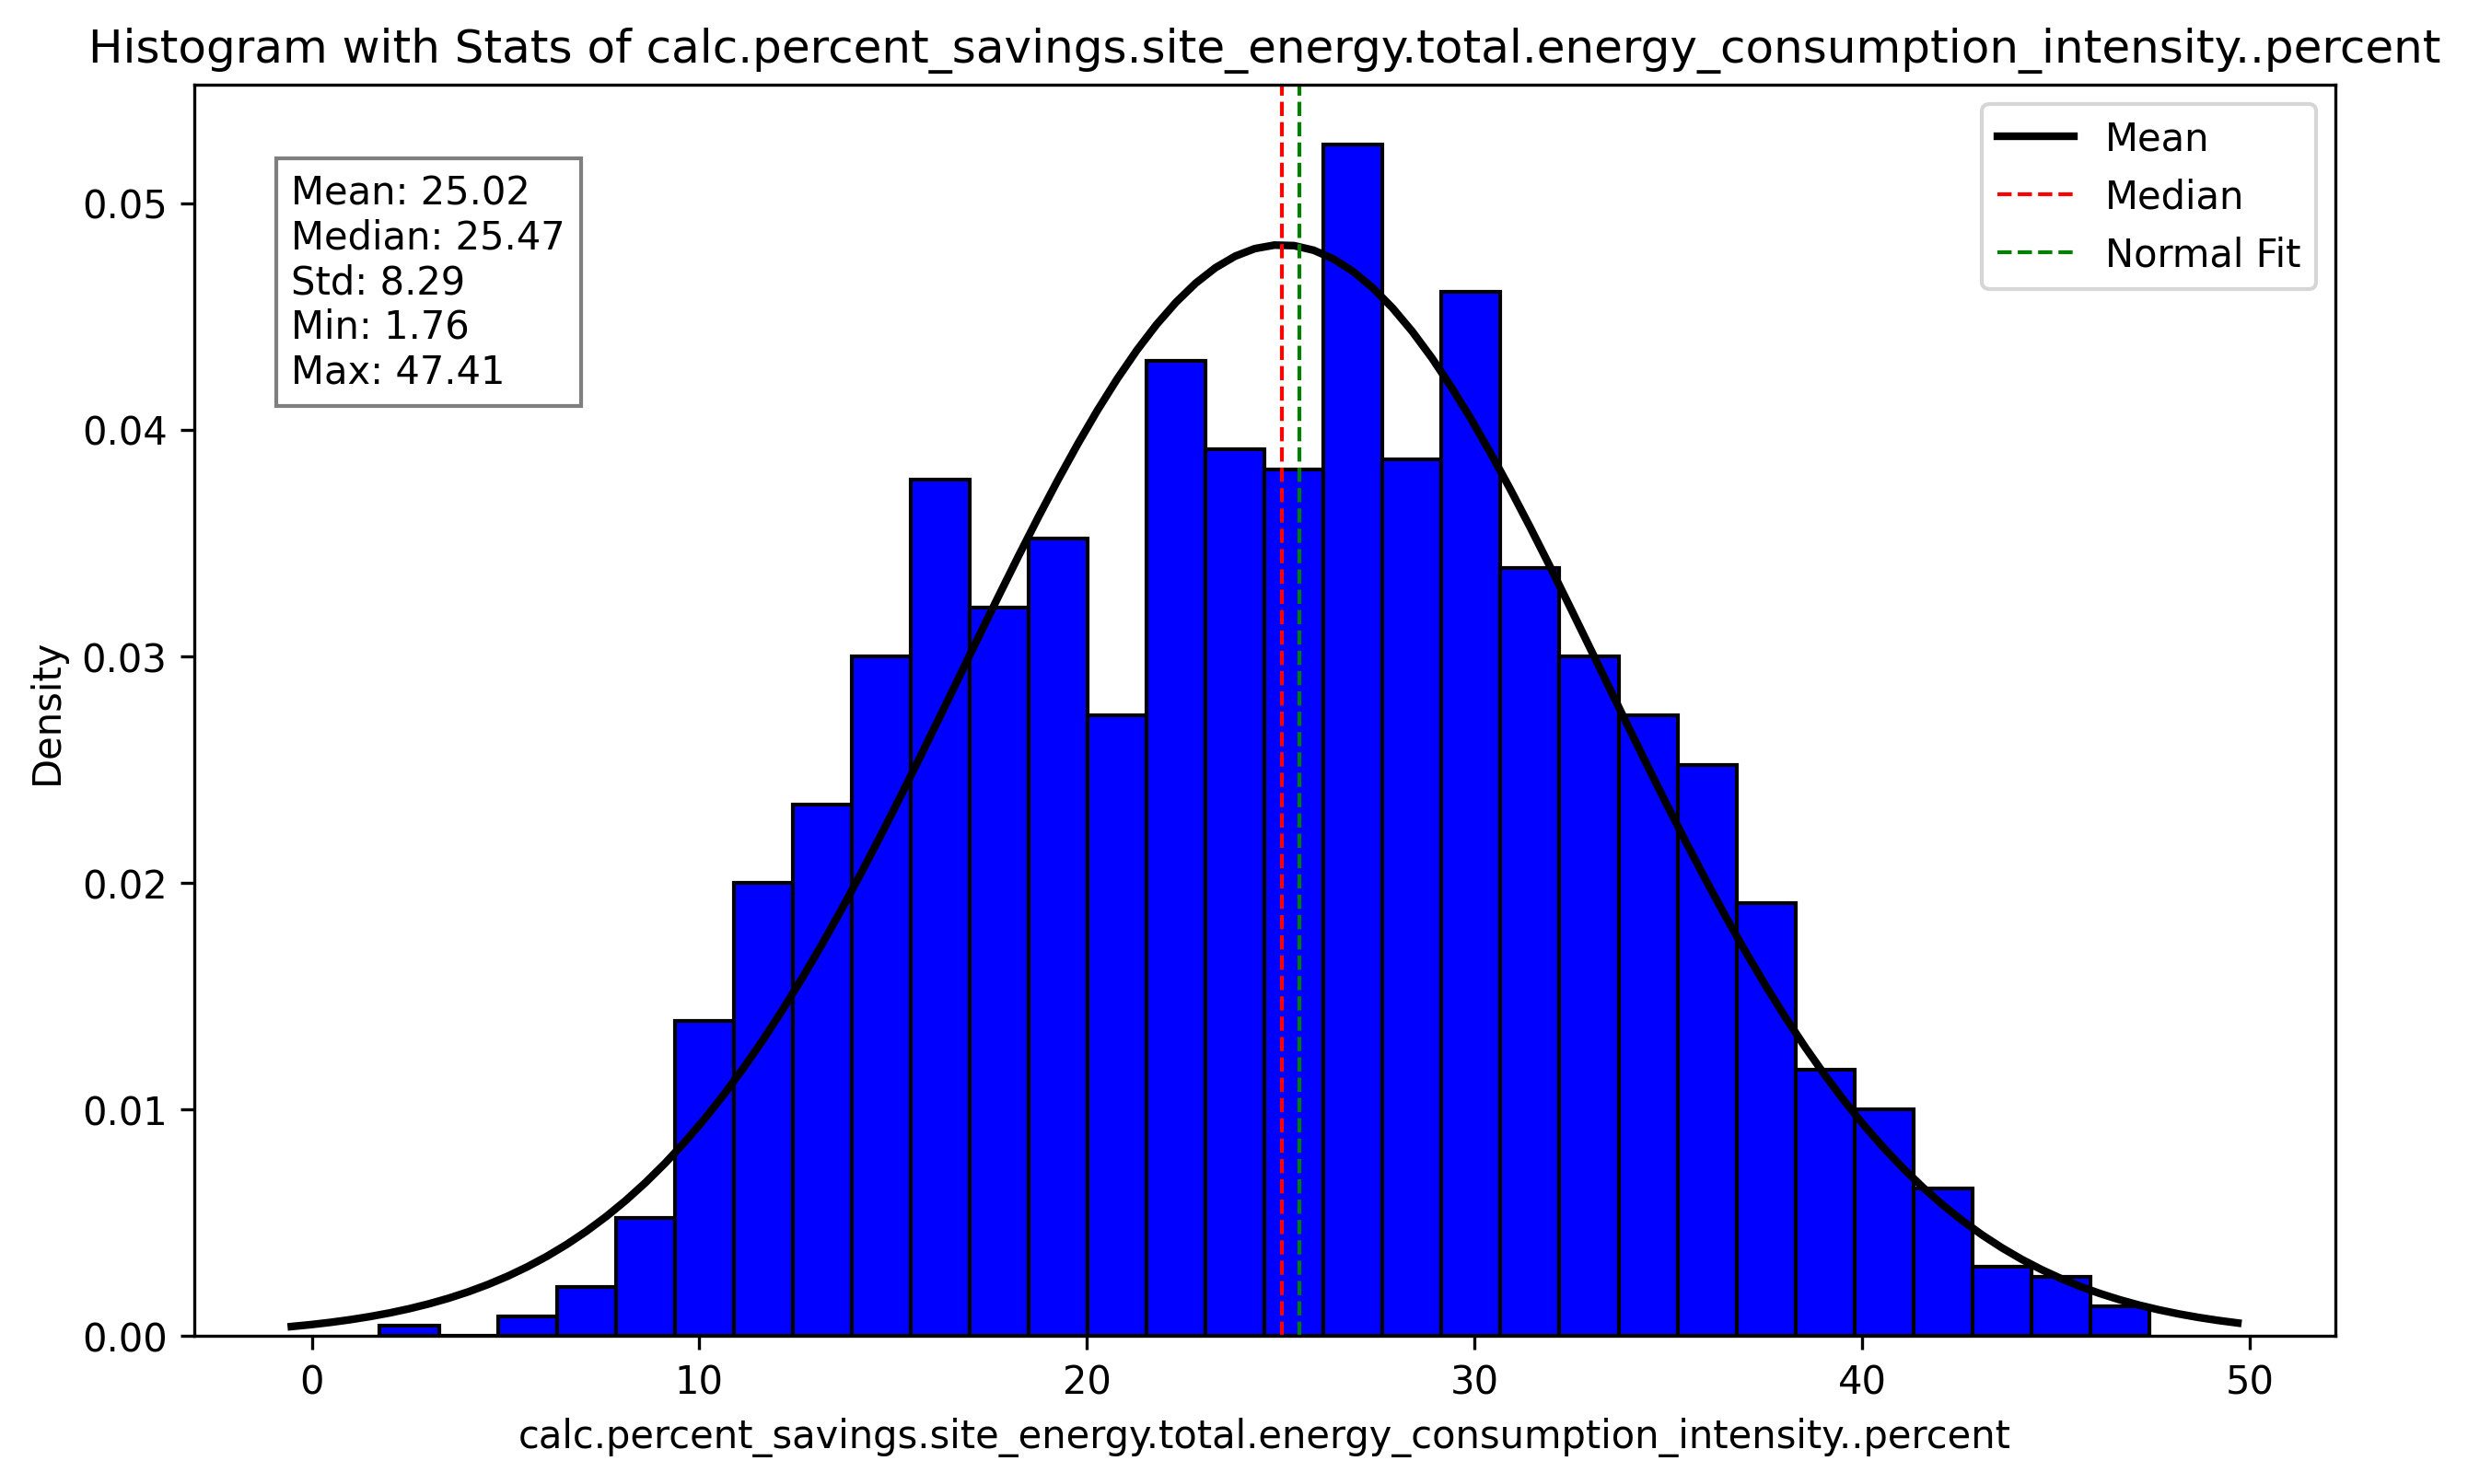 Histogram with Stats of calc.percent_savings.site_energy.total.energy_consumption_intensity..percent
Mean: 25.02
Median: 25.47
Std: 8.29
Min: 1.76
Max: 47.41
Mean
Median
Normal Fit
Density
0.05
0.04
0.03
0.02
0.01
0.00
0
10
20
30
40
50
calc.percent_savings.site_energy.total.energy_consumption_intensity..percent